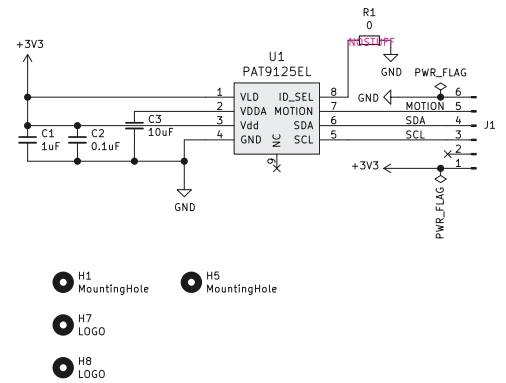 R1
0
NOSTUFF
+3V3
GND
U1
PAT9125EL
PWR_FLAG
1 VLD ID_SEL 8
GND 6
2 VDDA MOTION 7 MOTION 5
C3
10uF
3 Vdd SDA 6 SDA 4
J1
C1
1uF
C2
0.1uF
4 GND SCL 5 SCL 3
NC
9
2
+3V3 1
GND
PWR_FLAG
H1
MountingHole
H5
MountingHole
H7
LOGO
H8
LOGO